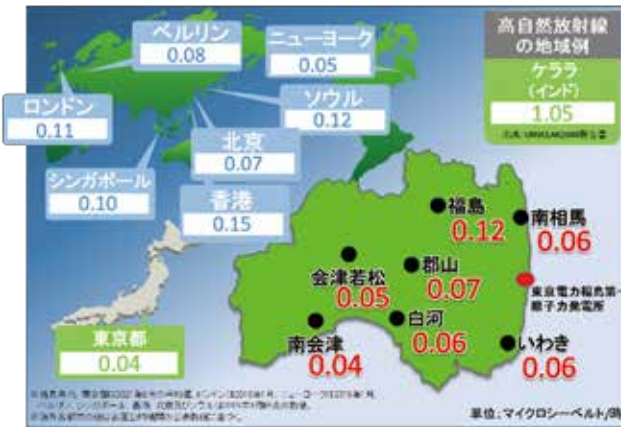 ベルリン
0.08
ニューヨーク
0.05
高自然放射線
の地域例
ケララ
(インド)
1.05
ロンドン
0.11
ソウル
0.12
北京
0.07
シンガポール
0.10
香港
0.15
福島
0.12
南相馬
0.06
会津若松
0.05
郡山
0.07
東京電力福島第一
原子力発電所
東京都
0.04
南会津
0.04
白河
0.06
いわき
0.06
単位:マイクロシーベルト/時